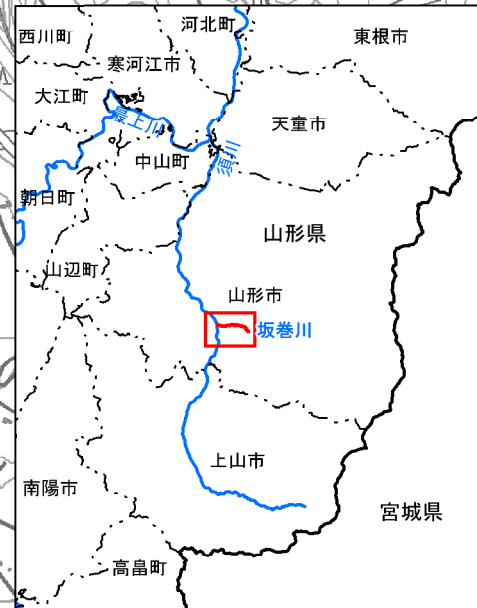 河北町
西川町
東根市
寒河江市
大江町
最上川
天童市
中山町
須川
朝日町
山形県
山辺町
山形市
坂巻川
上山市
南陽市
宮城県
高畠町